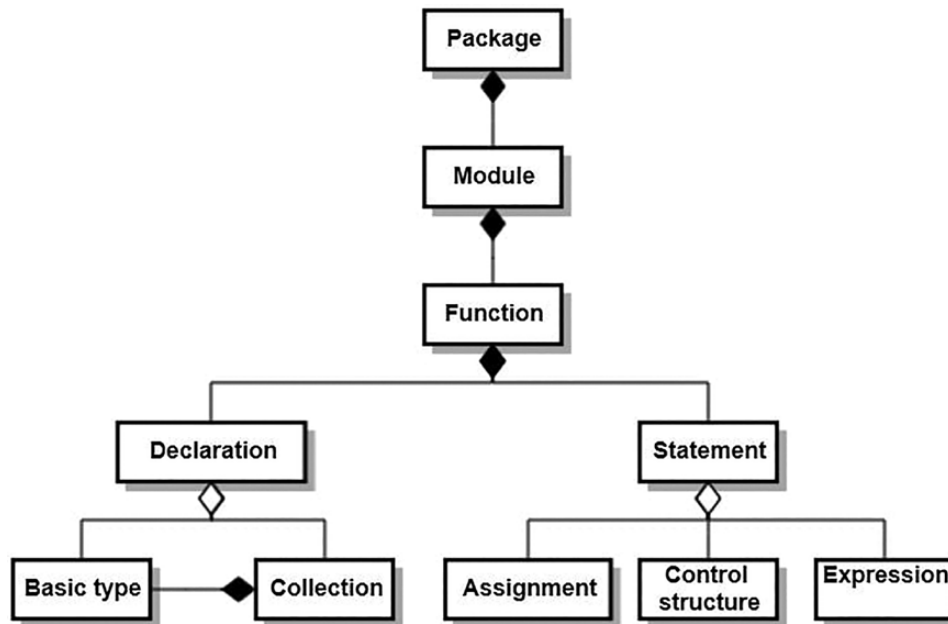 Package
Module
Function
Declaration
Statement
Basic type
Collection
Assignment
Control
structure
Expression